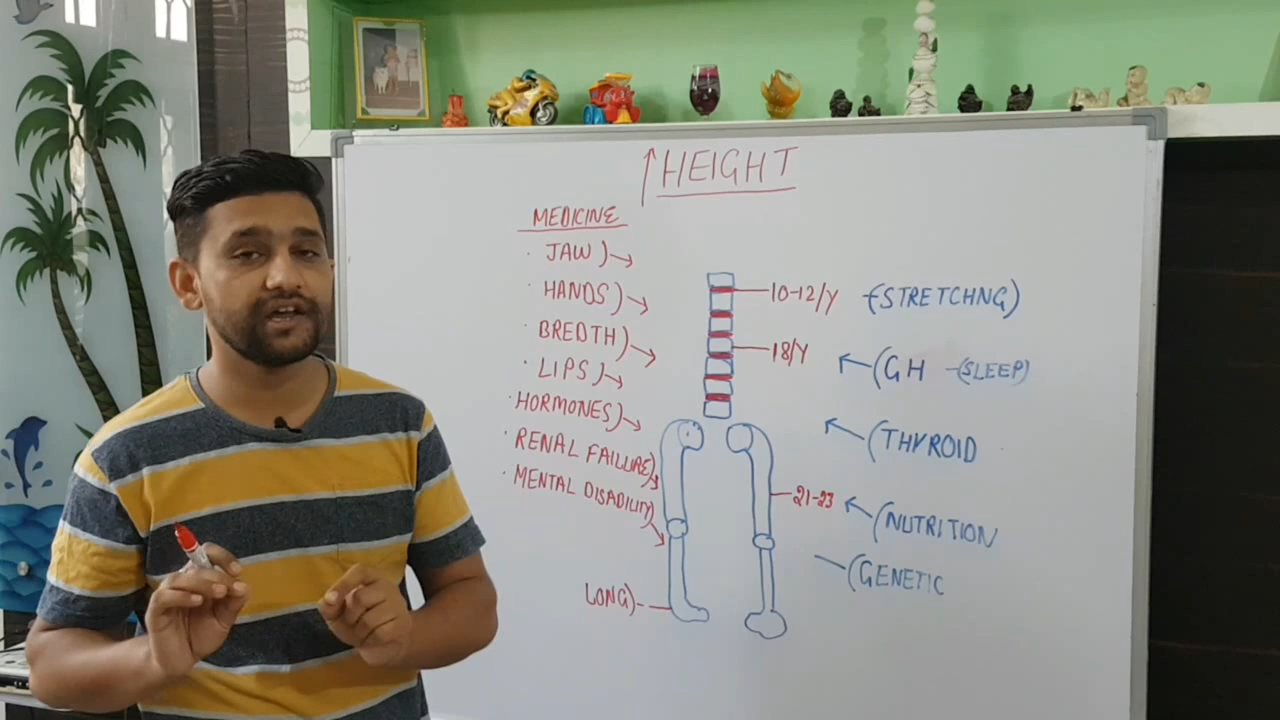 ↑HEIGHT
MEDICINE
· JAW) →
· HANDS) →
· BREDTH) →
· LIPS) →
· HORMONES) →
· RENAL FAILURE) →
· MENTAL DISABILITY) →
LONG) -
10-12/Y (STRETCHNG)
18/Y
← (GH - (SLEEP)
← (THYROID
21-23
← (NUTRITION
(GENETIC